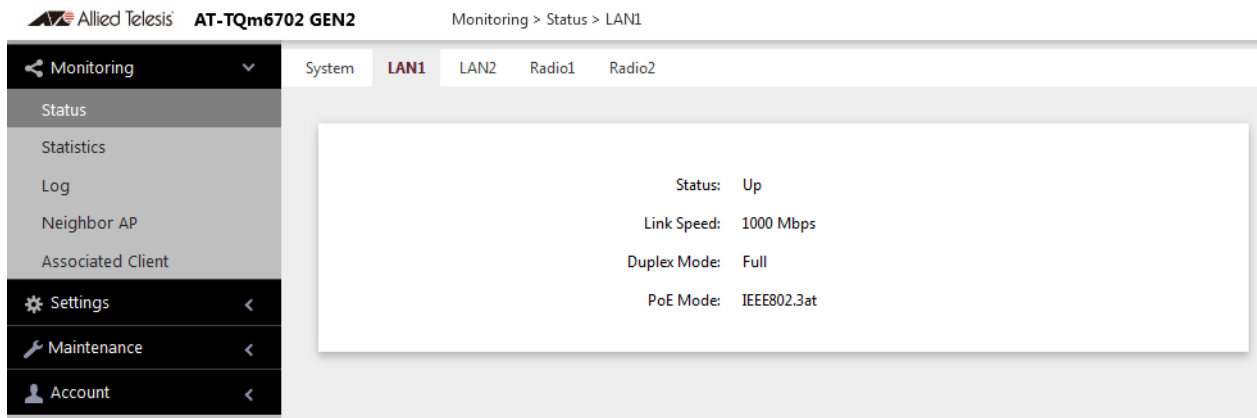 Allied Telesis AT-TQm6702 GEN2 Monitoring > Status > LAN1
Monitoring
System LAN1 LAN2 Radio1 Radio2
Status
Statistics
Log
Neighbor AP
Associated Client
Settings
Maintenance
Account
Status: Up
Link Speed: 1000 Mbps
Duplex Mode: Full
PoE Mode: IEEE802.3at